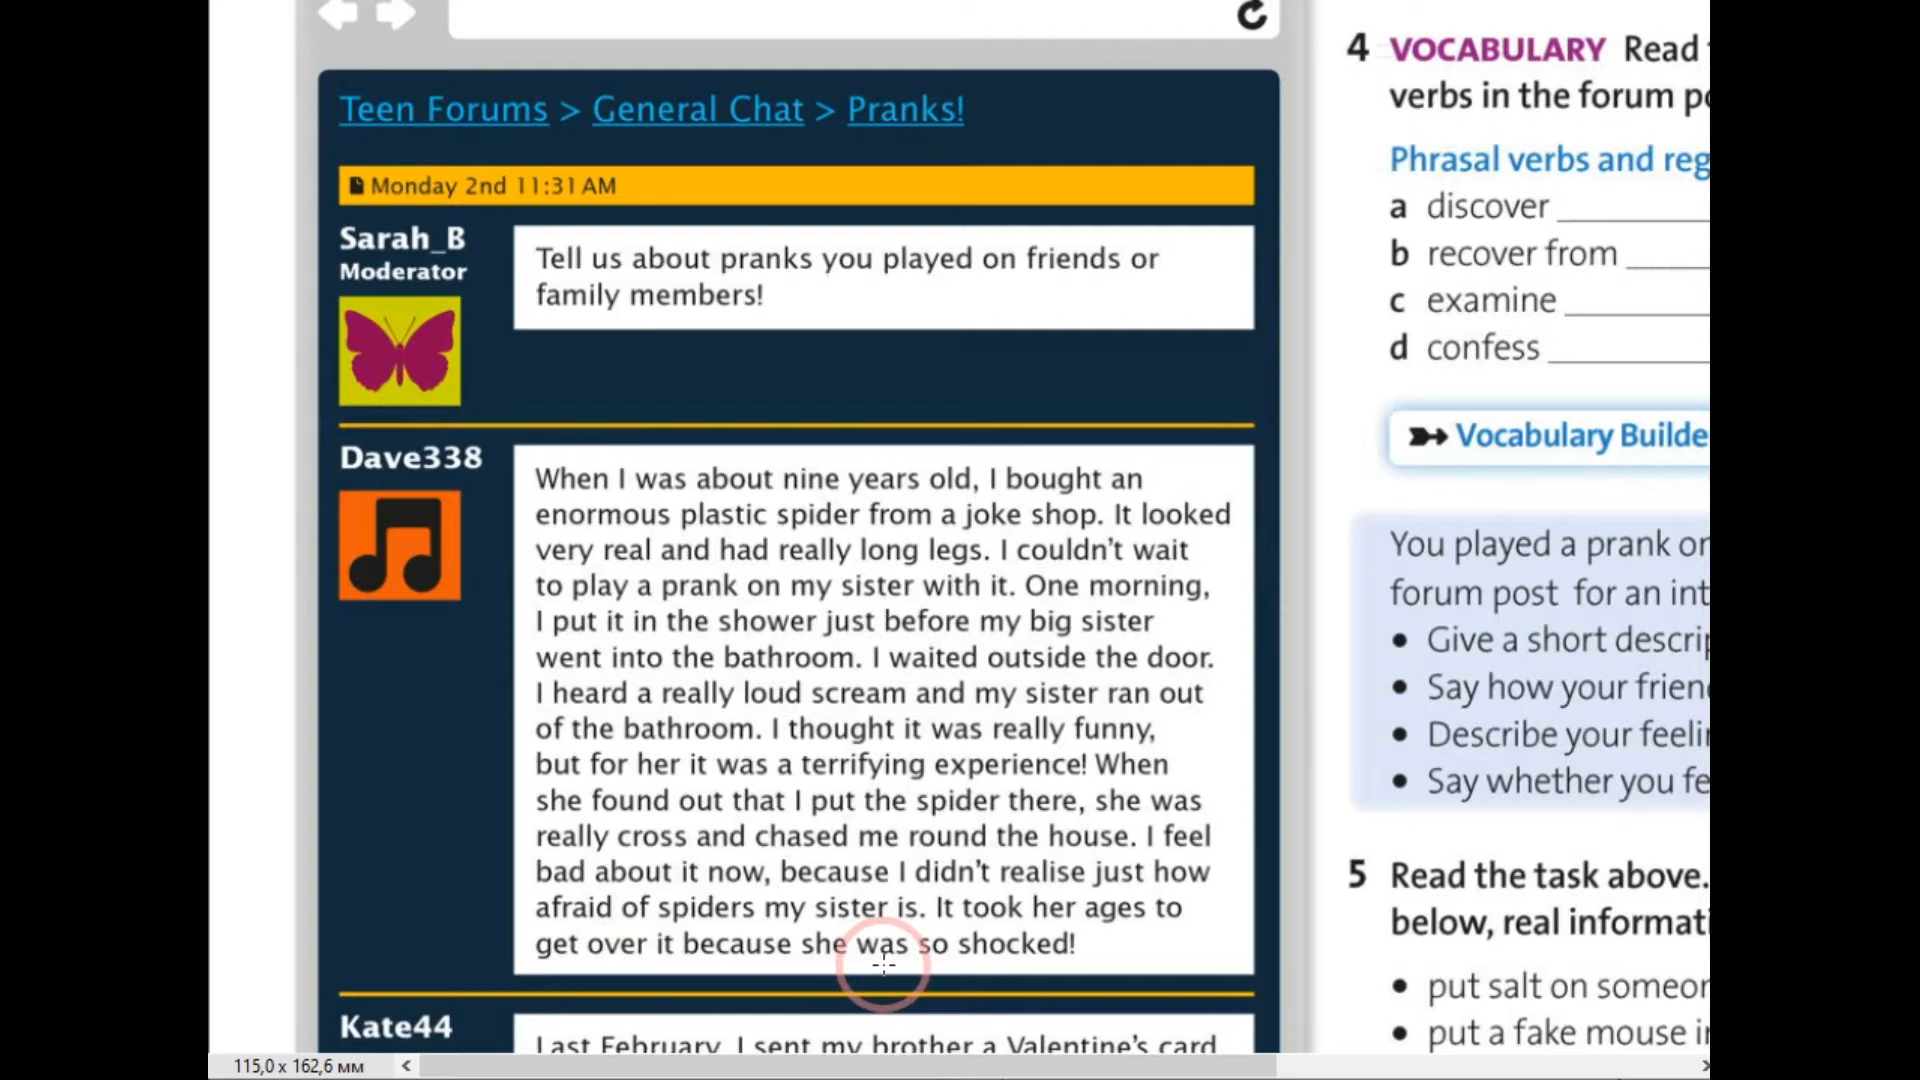 Teen Forums > General Chat > Pranks!
Monday 2nd 11:31 AM
Sarah_B
Moderator
Tell us about pranks you played on friends or
family members!
Dave338
When I was about nine years old, I bought an
enormous plastic spider from a joke shop. It looked
very real and had really long legs. I couldn't wait
to play a prank on my sister with it. One morning,
I put it in the shower just before my big sister
went into the bathroom. I waited outside the door.
I heard a really loud scream and my sister ran out
of the bathroom. I thought it was really funny,
but for her it was a terrifying experience! When
she found out that I put the spider there, she was
really cross and chased me round the house. I feel
bad about it now, because I didn't realise just how
afraid of spiders my sister is. It took her ages to
get over it because she was so shocked!
Kate44
Last February, I sent my brother a Valentine's card
4 VOCABULARY Read
verbs in the forum
Phrasal verbs and
a discover
b recover from
c examine
d confess
Vocabulary
You played a prank
forum post for an
• Give a short
• Say how your
• Describe your
• Say whether you
5 Read the task above.
below, real
• put salt on
• put a fake mouse
115,0 x 162,6 мм